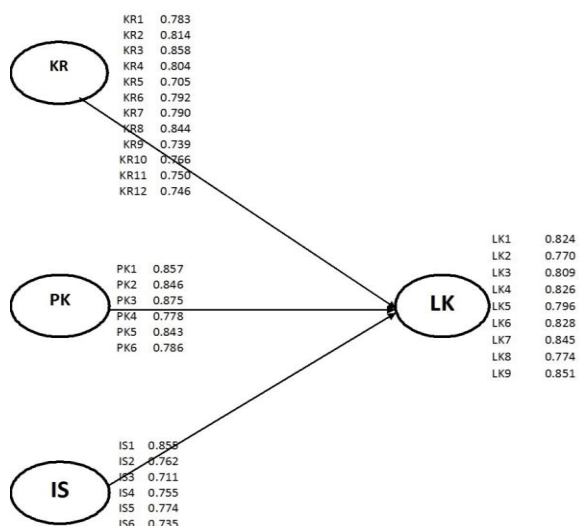 KR1 0.783
KR2 0.814
KR3 0.858
KR4 0.804
KR5 0.705
KR6 0.792
KR7 0.790
KR8 0.844
KR9 0.739
KR10 0.766
KR11 0.750
KR12 0.746
KR
PK1 0.857
PK2 0.846
PK3 0.875
PK4 0.778
PK5 0.843
PK6 0.786
PK
LK
LK1 0.824
LK2 0.770
LK3 0.809
LK4 0.826
LK5 0.796
LK6 0.828
LK7 0.845
LK8 0.774
LK9 0.851
IS1 0.855
IS2 0.762
IS3 0.711
IS4 0.755
IS5 0.774
IS6 0.735
IS